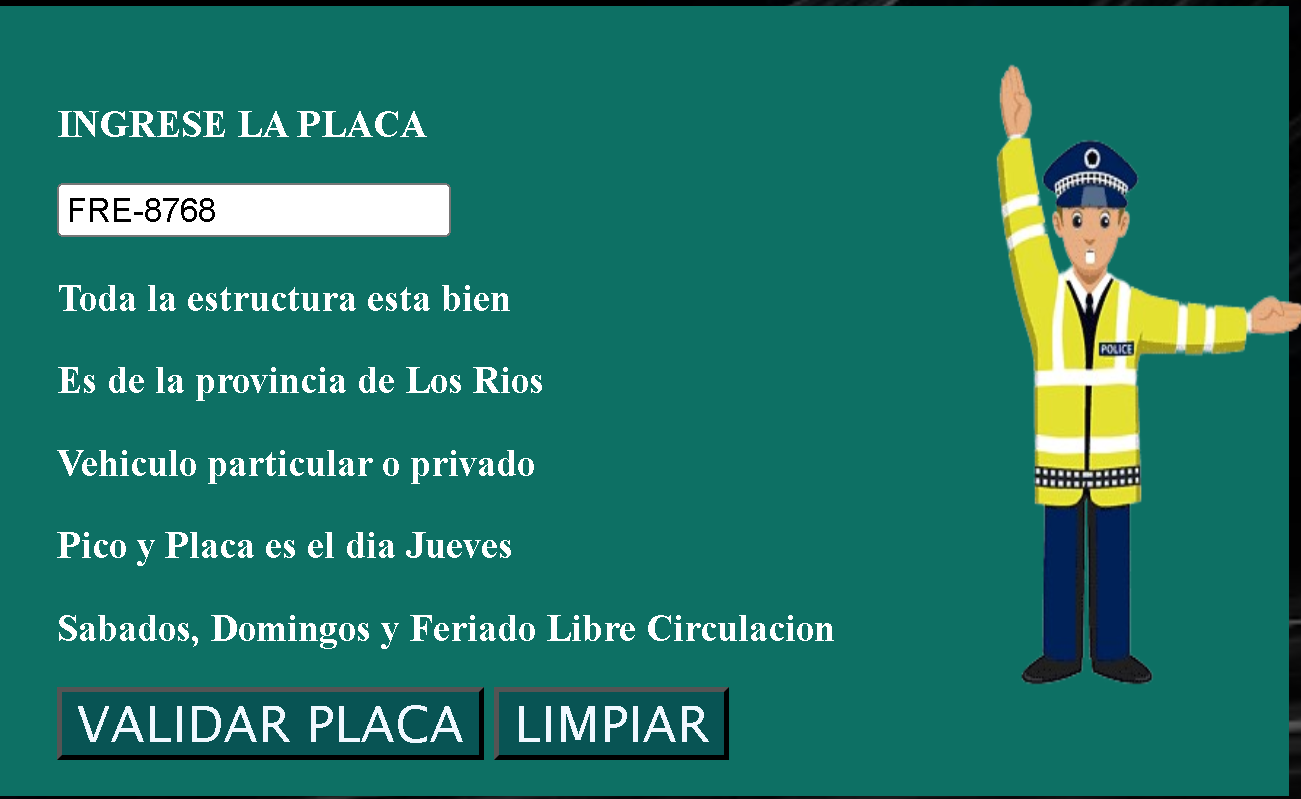 INGRESE LA PLACA
FRE-8768
Toda la estructura esta bien
Es de la provincia de Los Rios
POLICE
Vehiculo particular o privado
Pico y Placa es el dia Jueves
Sabados, Domingos y Feriado Libre Circulacion
VALIDAR PLACA LIMPIAR